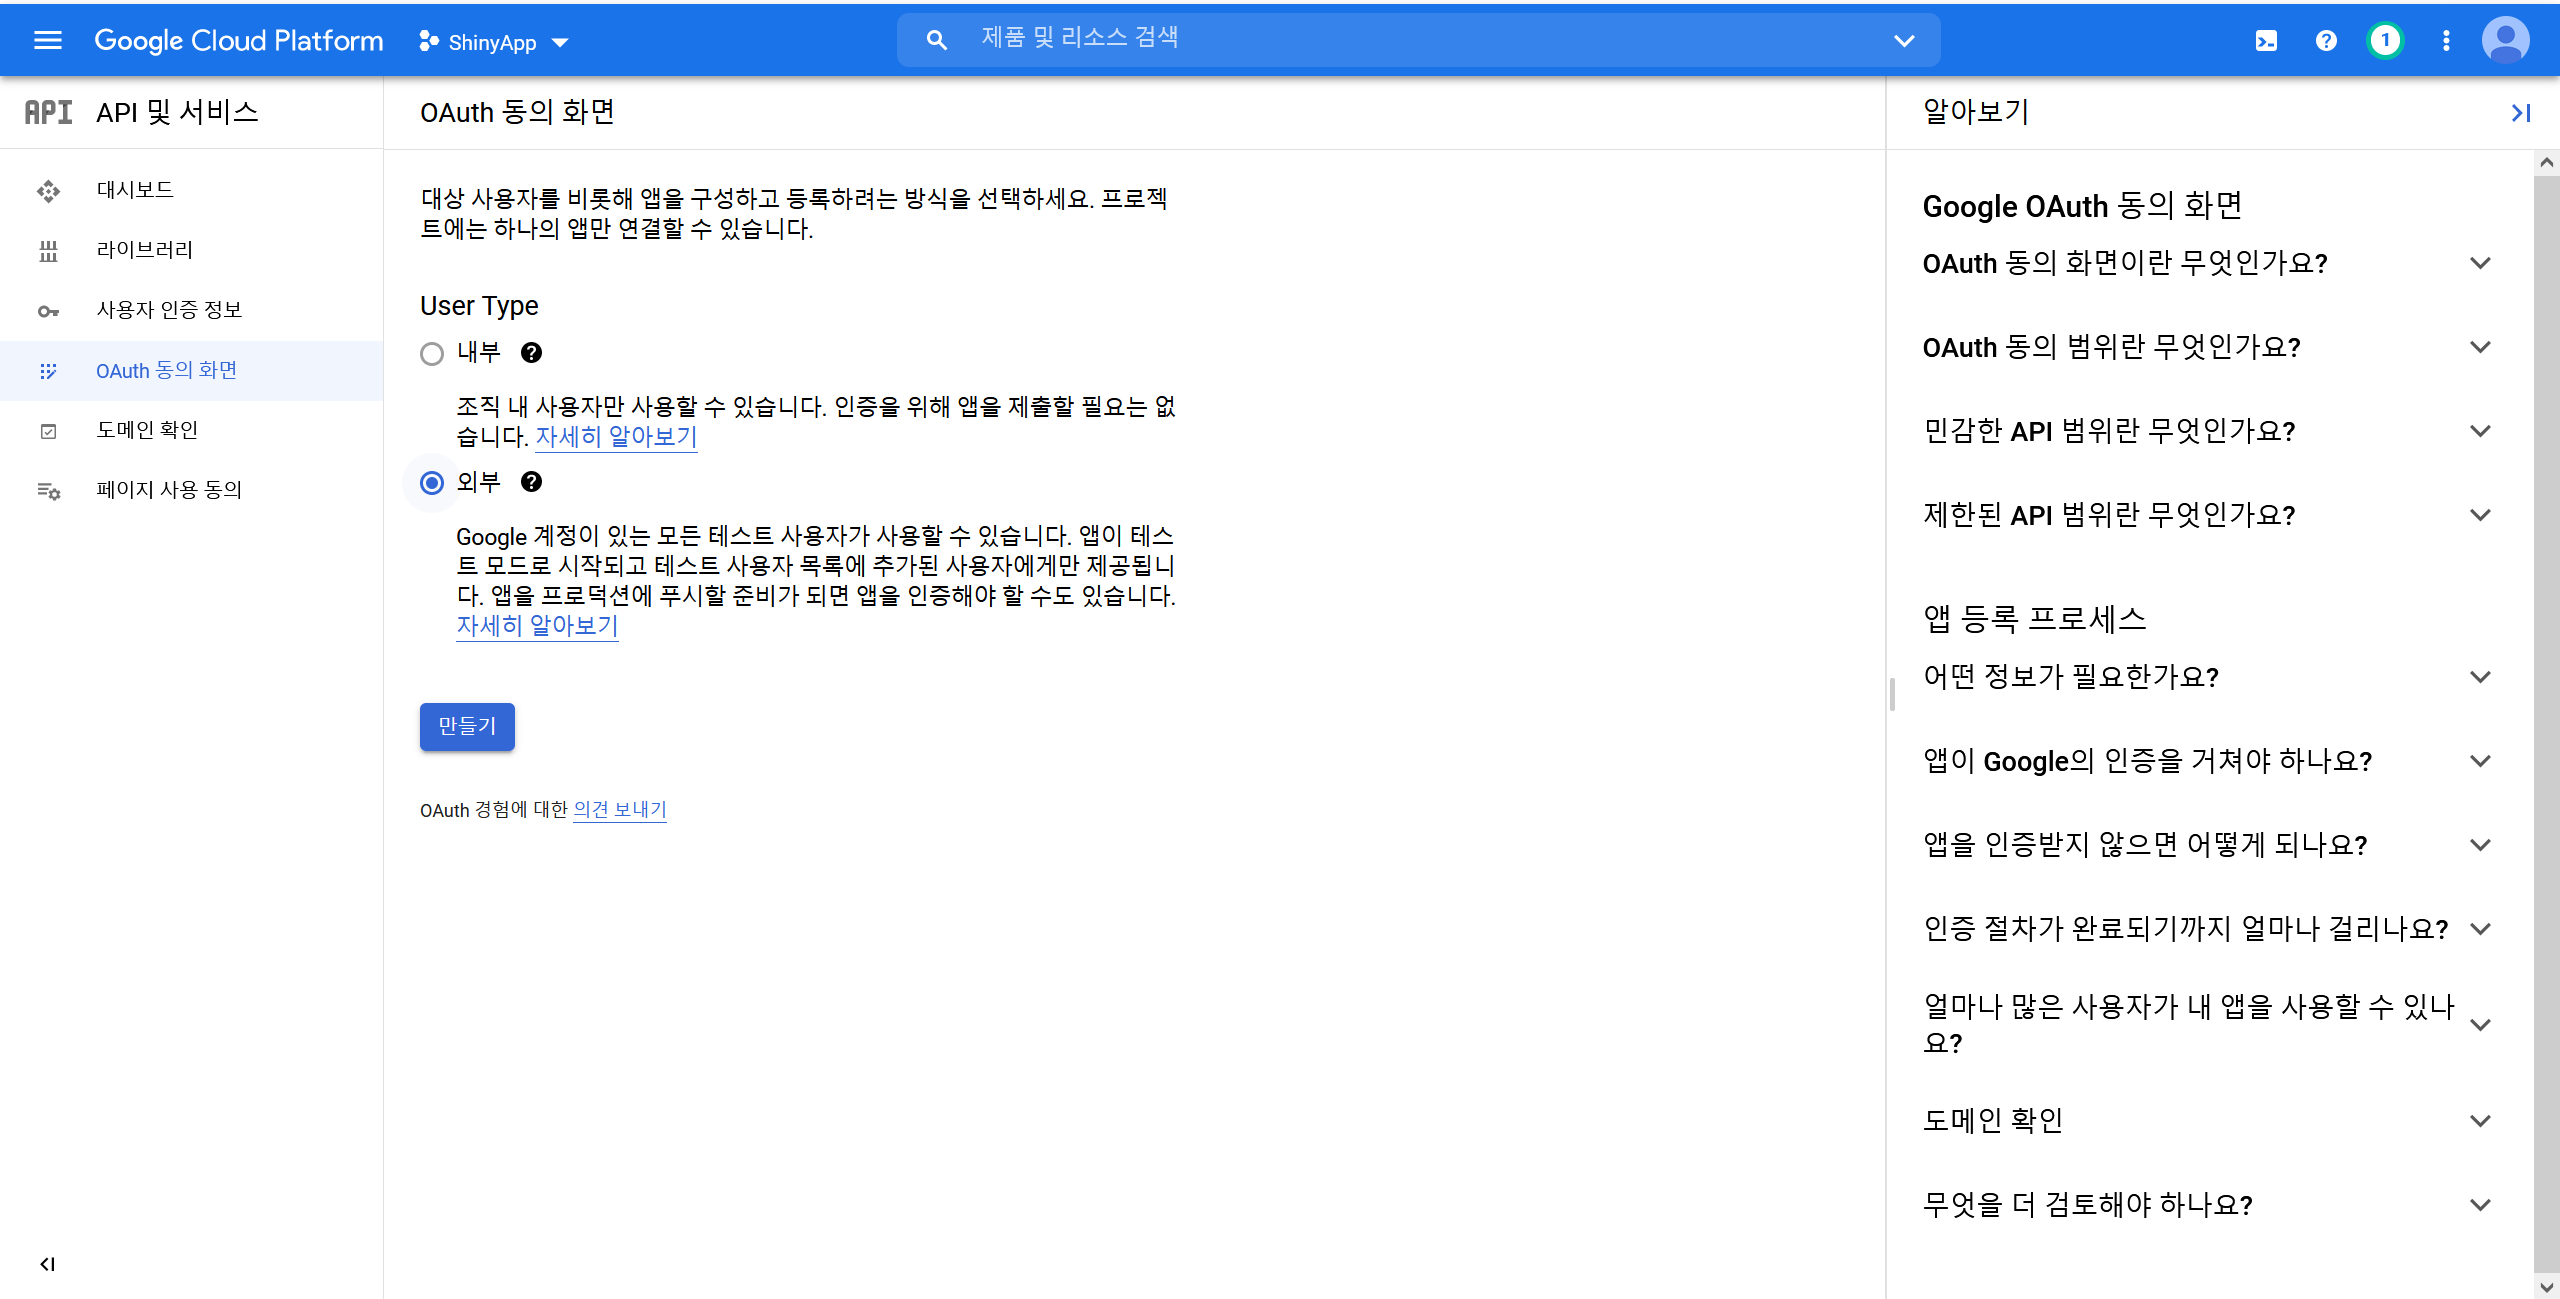 Google Cloud Platform
ShinyApp
제품 및 리소스 검색
1
API
API 및 서비스
대시보드
라이브러리
사용자 인증 정보
OAuth 동의 화면
도메인 확인
페이지 사용 동의
OAuth 동의 화면
대상 사용자를 비롯해 앱을 구성하고 등록하려는 방식을 선택하세요. 프로젝
트에는 하나의 앱만 연결할 수 있습니다.
User Type
내부
조직 내 사용자만 사용할 수 있습니다. 인증을 위해 앱을 제출할 필요는 없
습니다. 자세히 알아보기
외부
Google 계정이 있는 모든 테스트 사용자가 사용할 수 있습니다. 앱이 테스
트 모드로 시작되고 테스트 사용자 목록에 추가된 사용자에게만 제공됩니
다. 앱을 프로덕션에 푸시할 준비가 되면 앱을 인증해야 할 수도 있습니다.
자세히 알아보기
만들기
OAuth 경험에 대한 의견 보내기
알아보기
Google OAuth 동의 화면
OAuth 동의 화면이란 무엇인가요?
OAuth 동의 범위란 무엇인가요?
민감한 API 범위란 무엇인가요?
제한된 API 범위란 무엇인가요?
앱 등록 프로세스
어떤 정보가 필요한가요?
앱이 Google의 인증을 거쳐야 하나요?
앱을 인증받지 않으면 어떻게 되나요?
인증 절차가 완료되기까지 얼마나 걸리나요?
얼마나 많은 사용자가 내 앱을 사용할 수 있나
요?
도메인 확인
무엇을 더 검토해야 하나요?